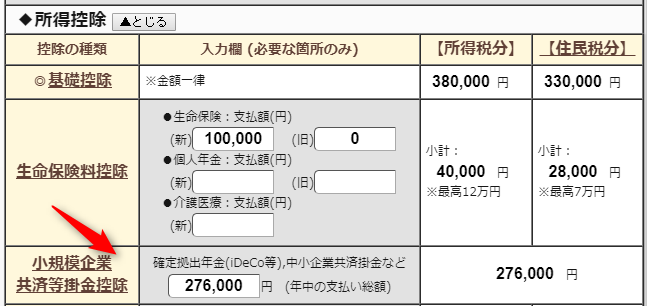 ◆所得控除 ▲とじる
控除の種類 入力欄 (必要な箇所のみ) 【所得税分】 【住民税分】
◎基礎控除 ※金額一律 380,000 円 330,000 円
生命保険料控除
●生命保険：支払額(円)
(新) 100,000 (旧) 0
●個人年金：支払額(円)
(新) (旧)
●介護医療：支払額(円)
(新)
小計：
40,000 円
※最高12万円
小計：
28,000 円
※最高7万円
小規模企業
共済等掛金控除
確定拠出年金(iDeCo等),中小企業共済掛金など
276,000 円 (年中の支払い総額)
276,000 円